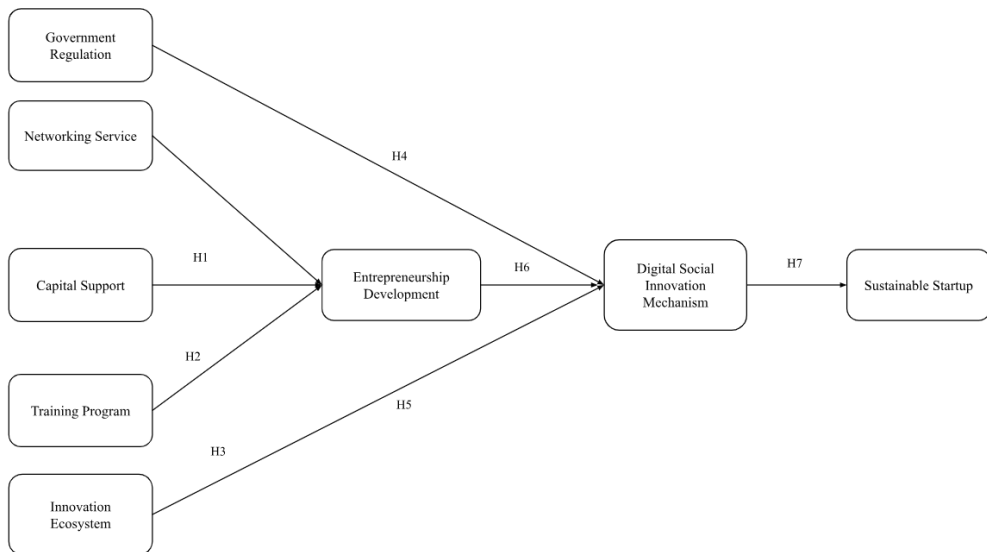 Government
Regulation
Networking Service
H4
H1
Capital Support
Entrepreneurship
Development
H6
Digital Social
Innovation
Mechanism
H7
Sustainable Startup
H2
Training Program
H5
H3
Innovation
Ecosystem